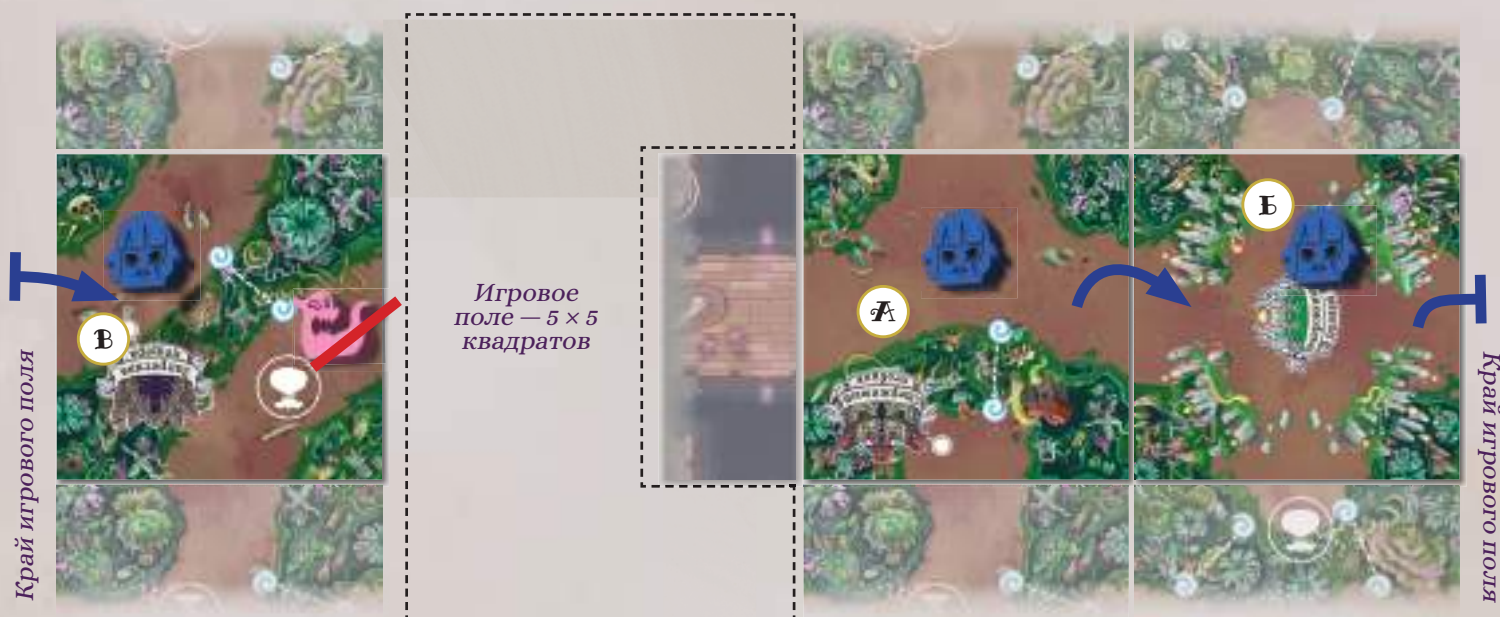 Край игрового поля
В
Игровое
поле — 5 × 5
квадратов
А
Б
Край игрового поля